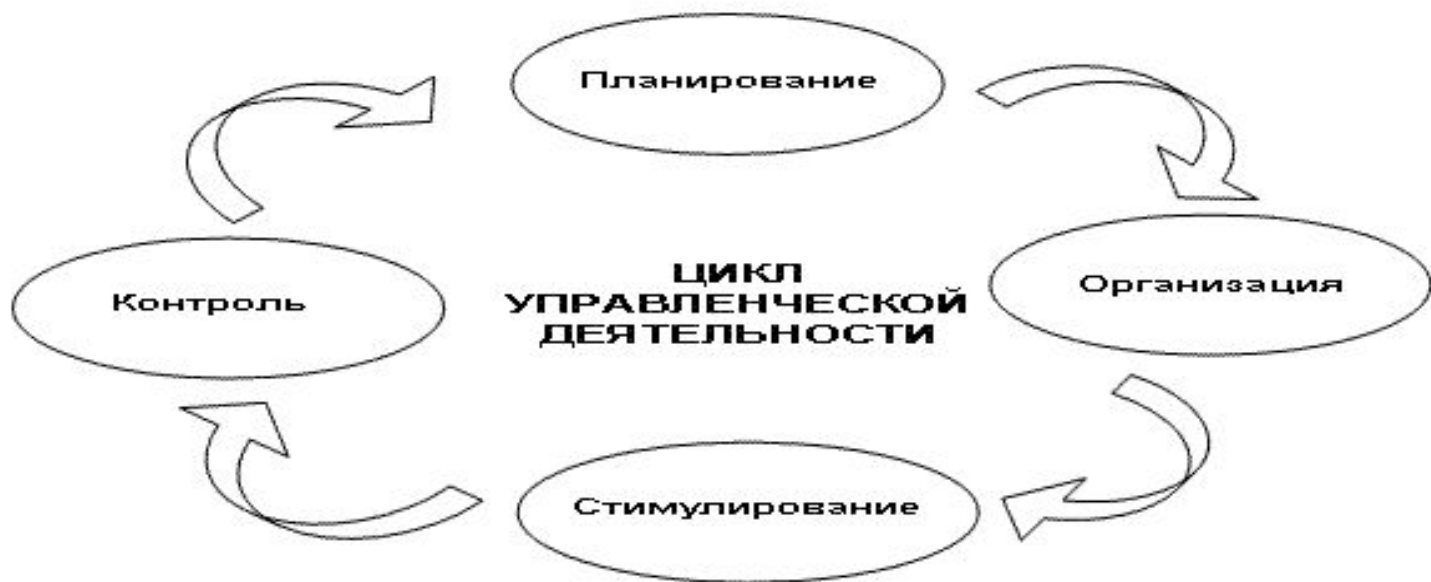 Планирование
Контроль
ЦИКЛ
УПРАВЛЕНЧЕСКОЙ
ДЕЯТЕЛЬНОСТИ
Организация
Стимулирование